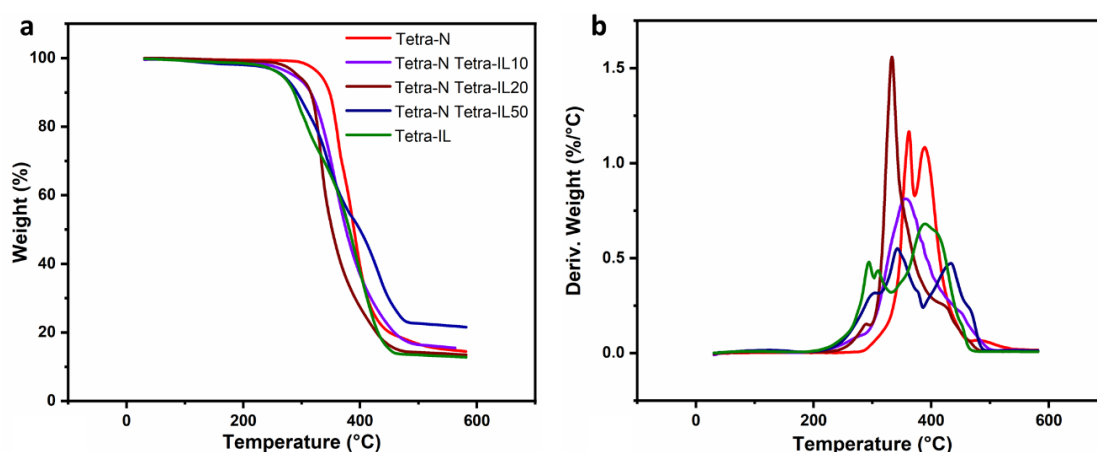 a
Weight (%)
100
80
60
40
20
0
Tetra-N
Tetra-N Tetra-IL10
Tetra-N Tetra-IL20
Tetra-N Tetra-IL50
Tetra-IL
0 200 400 600
Temperature (°C)
b
Deriv. Weight (%/°C)
1.5
1.0
0.5
0.0
0 200 400 600
Temperature (°C)